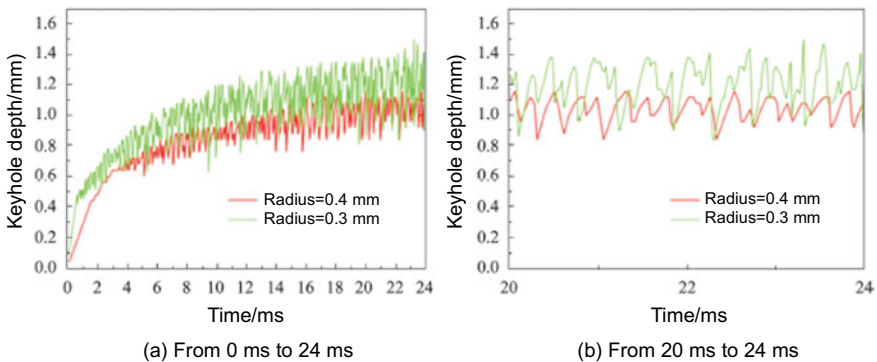 Keyhole depth/mm)
1.6
1.4
1.2
1.0
0.8
0.6
0.4
0.2
0.0
Radius=0.4 mm
Radius=0.3 mm
0 2 4 6 8 10 12 14 16 18 20 22 24
Time/ms
(a) From 0 ms to 24 ms
Keyhole depth/mm)
1.6
1.4
1.2
1.0
0.8
0.6
0.4
0.2
0.0
Radius=0.4 mm
Radius=0.3 mm
20 22 24
Time/ms
(b) From 20 ms to 24 ms